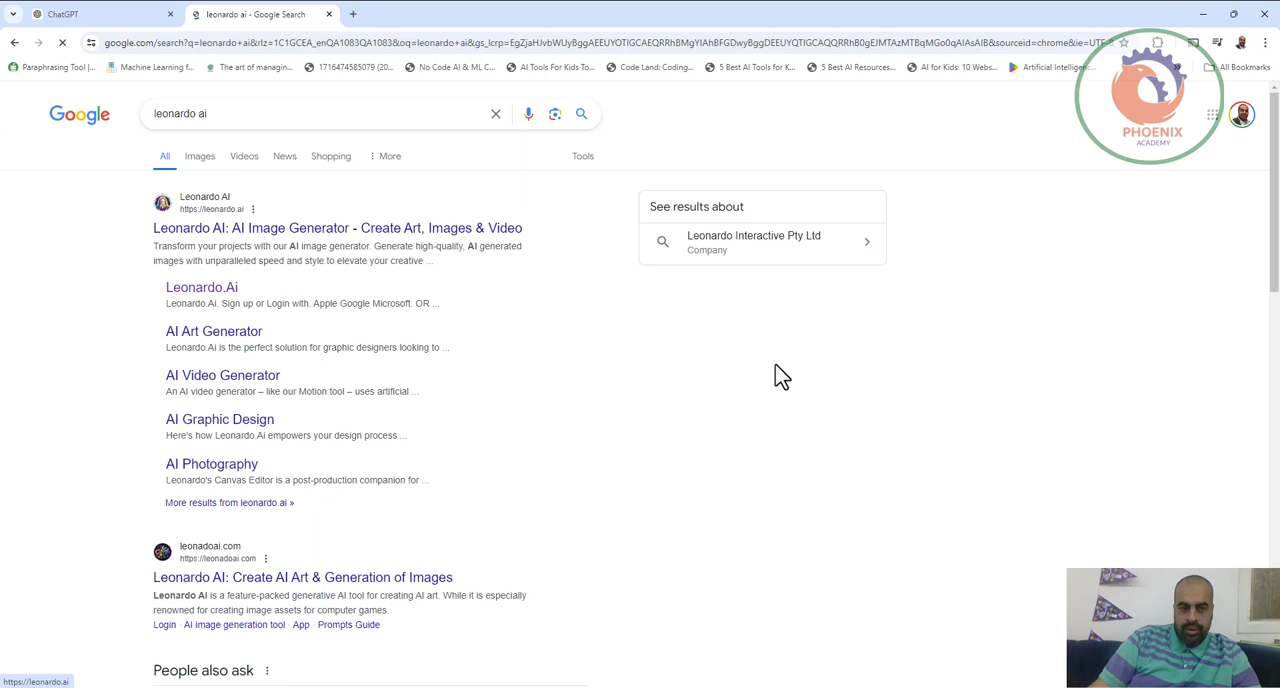 ChatGPT
leonardo ai - Google Search
google.com/search?q=leonardo+ai&rlz=1C1GCEA_enQA1083QA1083&oq=leonardo+ai&gs_lcrp=
Paraphrasing Tool |...
Machine Learning f...
The art of managin...
1716474585079 (20...
No Code AI & ML C...
AI Tools For Kids To...
Code Land: Coding...
5 Best AI Tools for K...
5 Best AI Resources...
AI for Kids: 10 Webs...
Artificial Intelligenc...
All Bookmarks
PHOENIX
ACADEMY
Google
leonardo ai
All
Images
Videos
News
Shopping
More
Tools
Leonardo AI
https://leonardo.ai
Leonardo AI: AI Image Generator - Create Art, Images & Video
Transform your projects with our AI image generator. Generate high-quality, AI generated
images with unparalleled speed and style to elevate your creative ...
Leonardo.Ai
Leonardo.Ai. Sign up or Login with. Apple Google Microsoft. OR ...
AI Art Generator
Leonardo.Ai is the perfect solution for graphic designers looking to ...
AI Video Generator
An AI video generator – like our Motion tool – uses artificial ...
AI Graphic Design
Here's how Leonardo.Ai empowers your design process ...
AI Photography
Leonardo's Canvas Editor is a post-production companion for ...
More results from leonardo.ai »
See results about
Leonardo Interactive Pty Ltd
Company
leonadoai.com
https://leonadoai.com
Leonardo AI: Create AI Art & Generation of Images
Leonardo AI is a feature-packed generative AI tool for creating AI art. While it is especially
renowned for creating image assets for computer games.
Login · AI image generation tool · App · Prompts Guide
People also ask
https://leonardo.ai